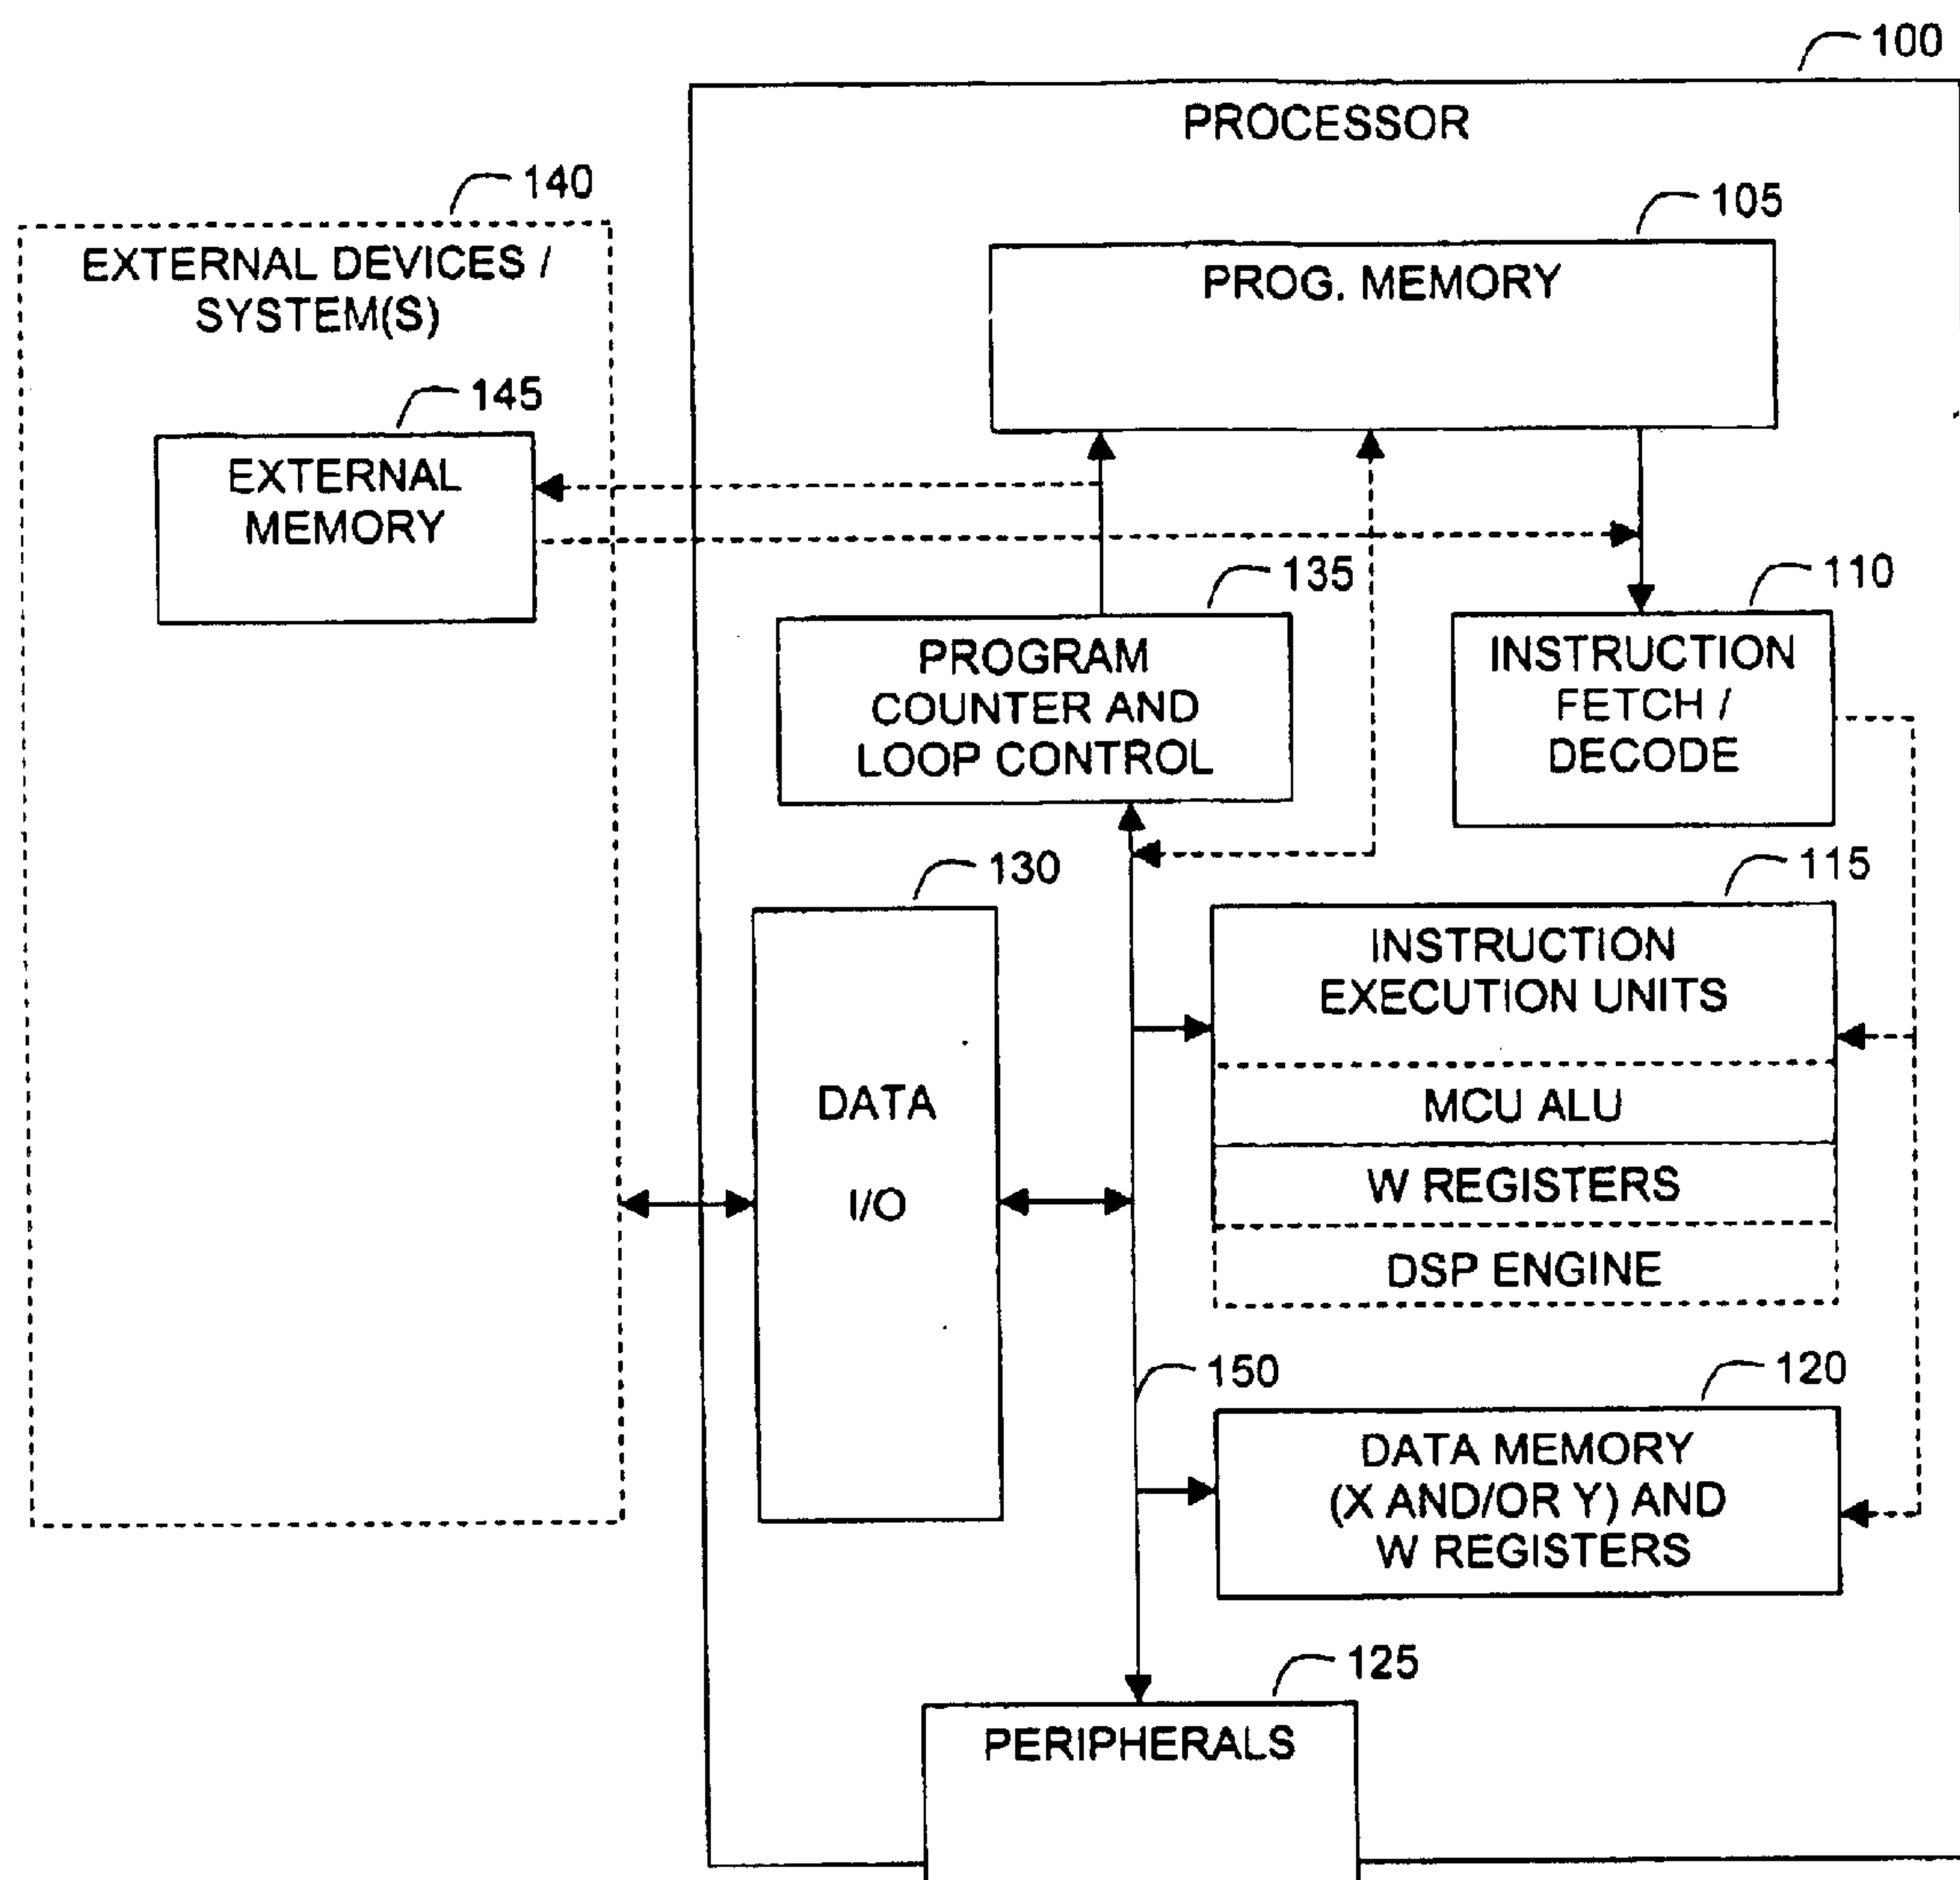 100
PROCESSOR
140
105
EXTERNAL DEVICES /
SYSTEM(S)
PROG. MEMORY
145
EXTERNAL
MEMORY
135
110
PROGRAM
COUNTER AND
LOOP CONTROL
INSTRUCTION
FETCH /
DECODE
130
115
DATA
I/O
INSTRUCTION
EXECUTION UNITS
MCU ALU
W REGISTERS
DSP ENGINE
150
120
DATA MEMORY
(X AND/OR Y) AND
W REGISTERS
125
PERIPHERALS